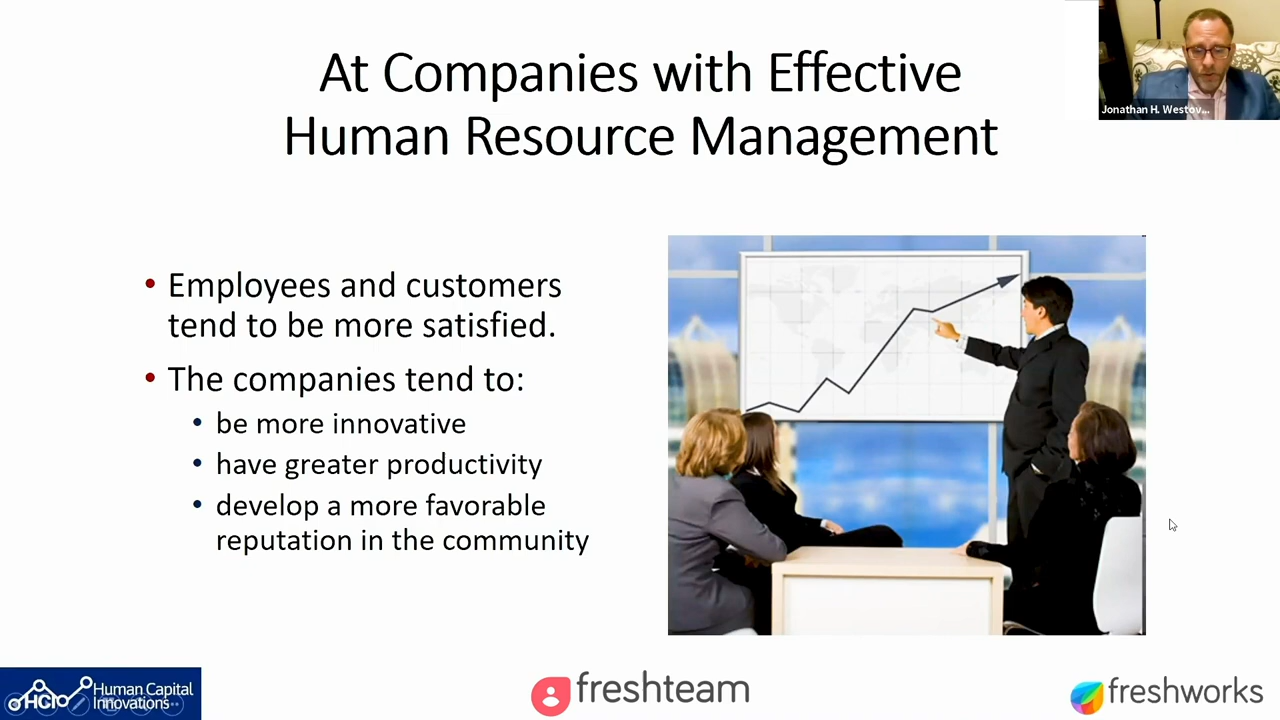 At Companies with Effective
Human Resource Management
Jonathan H. Westov...
• Employees and customers
tend to be more satisfied.
• The companies tend to:
• be more innovative
• have greater productivity
• develop a more favorable
reputation in the community
HCI
Human Capital
Innovations
freshteam
freshworks